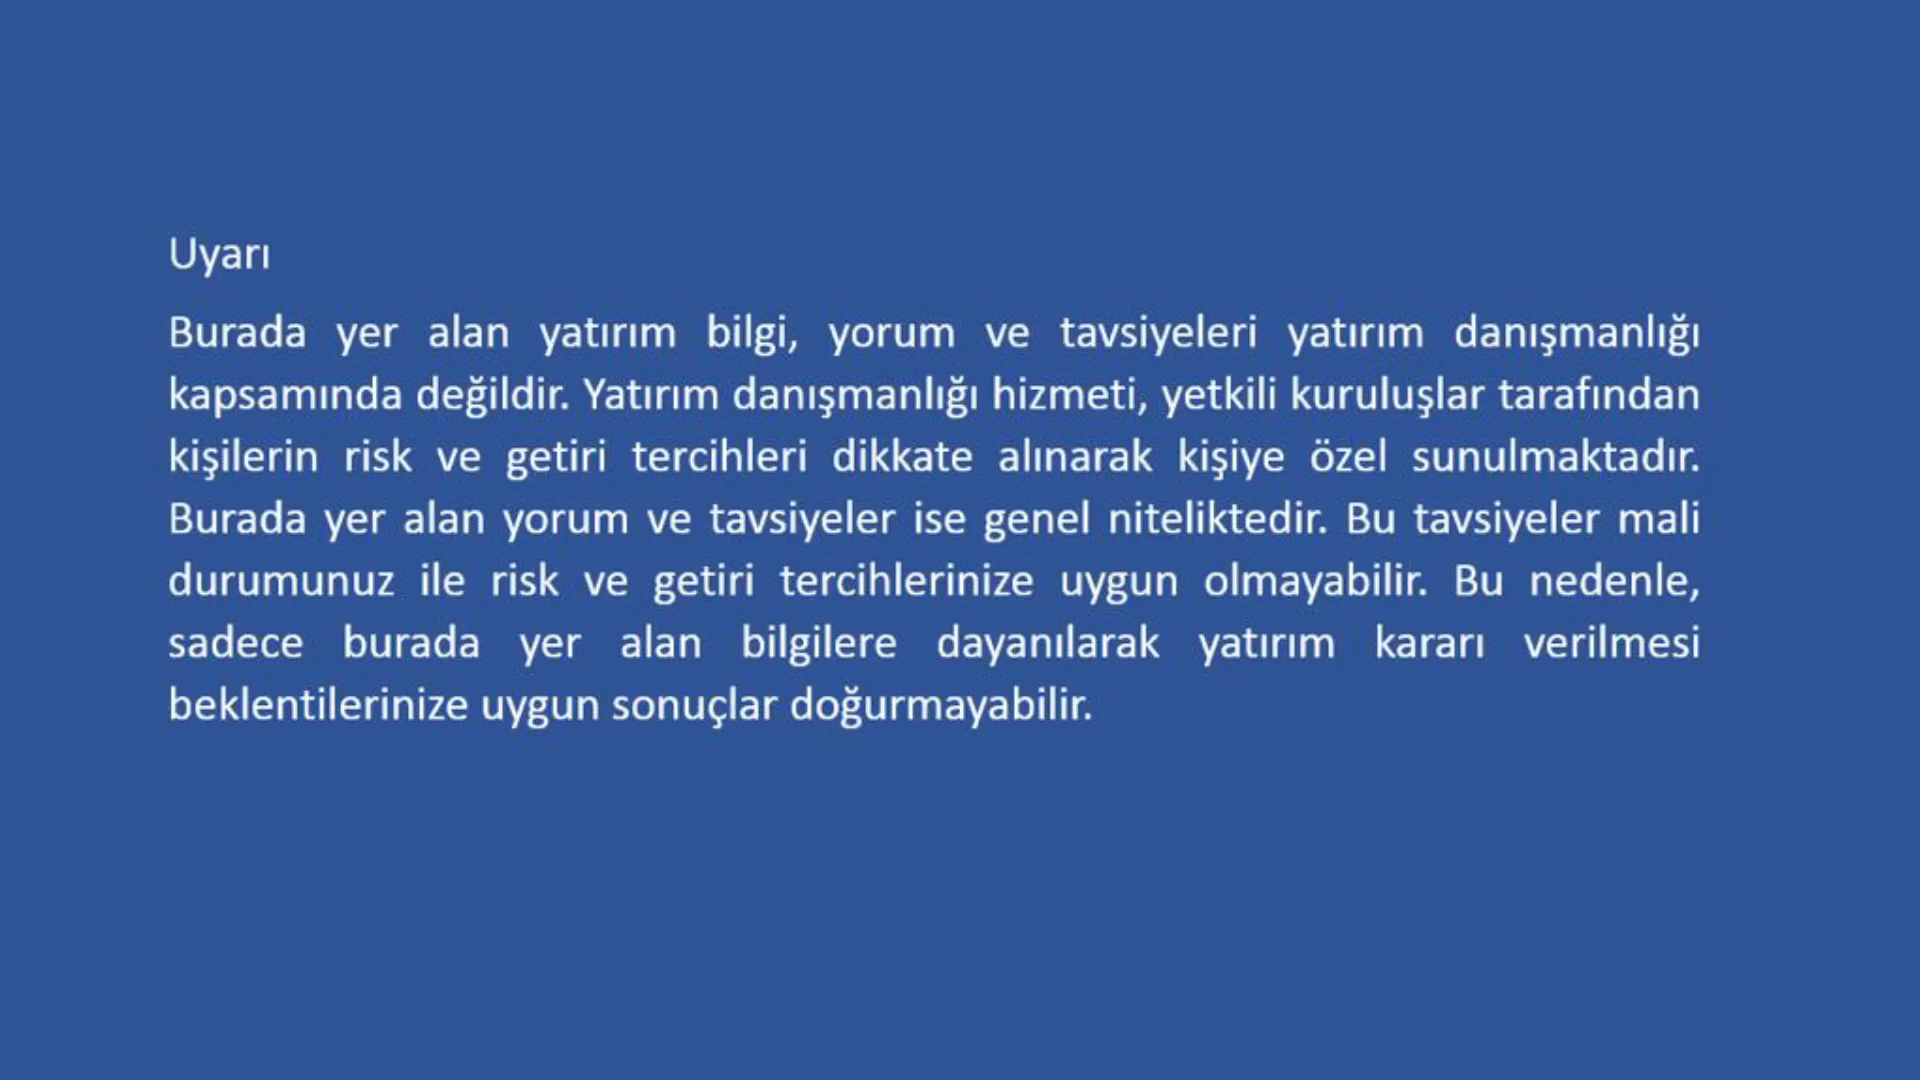 Uyarı
Burada yer alan yatırım bilgi, yorum ve tavsiyeleri yatırım danışmanlığı
kapsamında değildir. Yatırım danışmanlığı hizmeti, yetkili kuruluşlar tarafından
kişilerin risk ve getiri tercihleri dikkate alınarak kişiye özel sunulmaktadır.
Burada yer alan yorum ve tavsiyeler ise genel niteliktedir. Bu tavsiyeler mali
durumunuz ile risk ve getiri tercihlerinize uygun olmayabilir. Bu nedenle,
sadece burada yer alan bilgilere dayanılarak yatırım kararı verilmesi
beklentilerinize uygun sonuçlar doğurmayabilir.